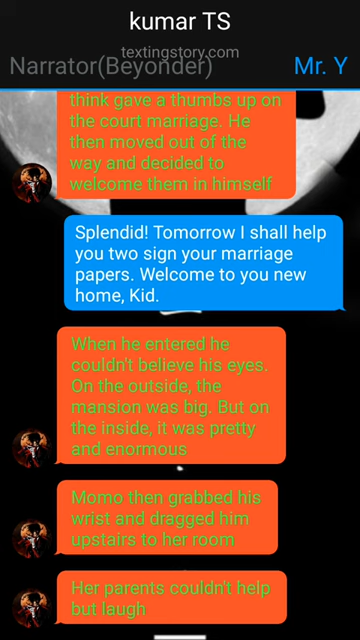 kumar TS
textingstory.com
Narrator(Beyonder)
Mr. Y
think gave a thumbs up on
the court marriage. He
then moved out of the
way and decided to
welcome them in himself
Splendid! Tomorrow I shall help
you two sign your marriage
papers. Welcome to you new
home, Kid.
When he entered he
couldn't believe his eyes.
On the outside, the
mansion was big. But on
the inside, it was pretty
and enormous
Momo then grabbed his
wrist and dragged him
upstairs to her room
Her parents couldn't help
but laugh